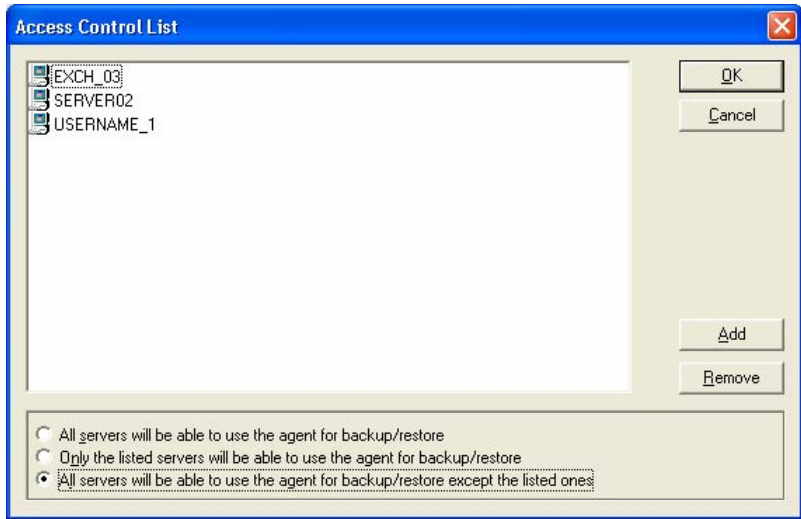 Access Control List
EXCH_03
SERVER02
USERNAME_1
OK
Cancel
Add
Remove
All servers will be able to use the agent for backup/restore
Only the listed servers will be able to use the agent for backup/restore
All servers will be able to use the agent for backup/restore except the listed ones